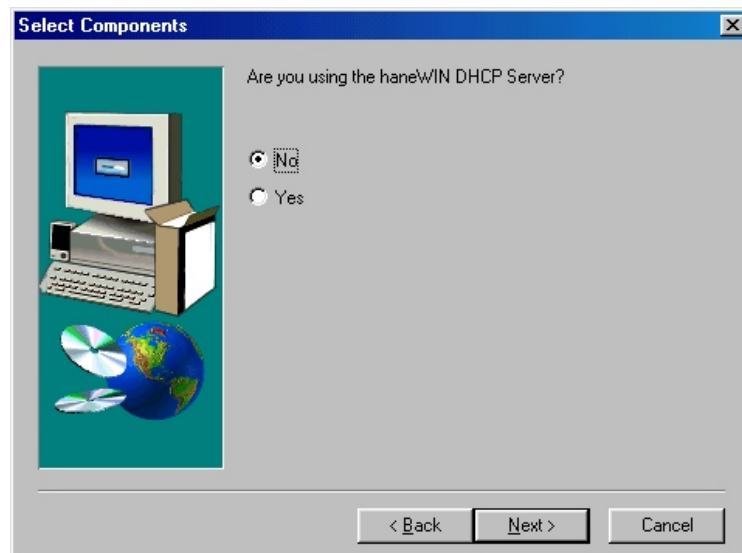 Select Components
Are you using the haneWIN DHCP Server?
No
Yes
< Back
Next >
Cancel